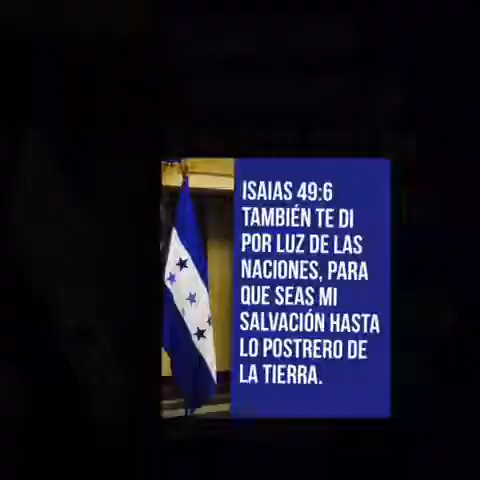 ISAIAS 49:6
TAMBIÉN TE DI
POR LUZ DE LAS
NACIONES, PARA
QUE SEAS MI
SALVACIÓN HASTA
LO POSTRERO DE
LA TIERRA.